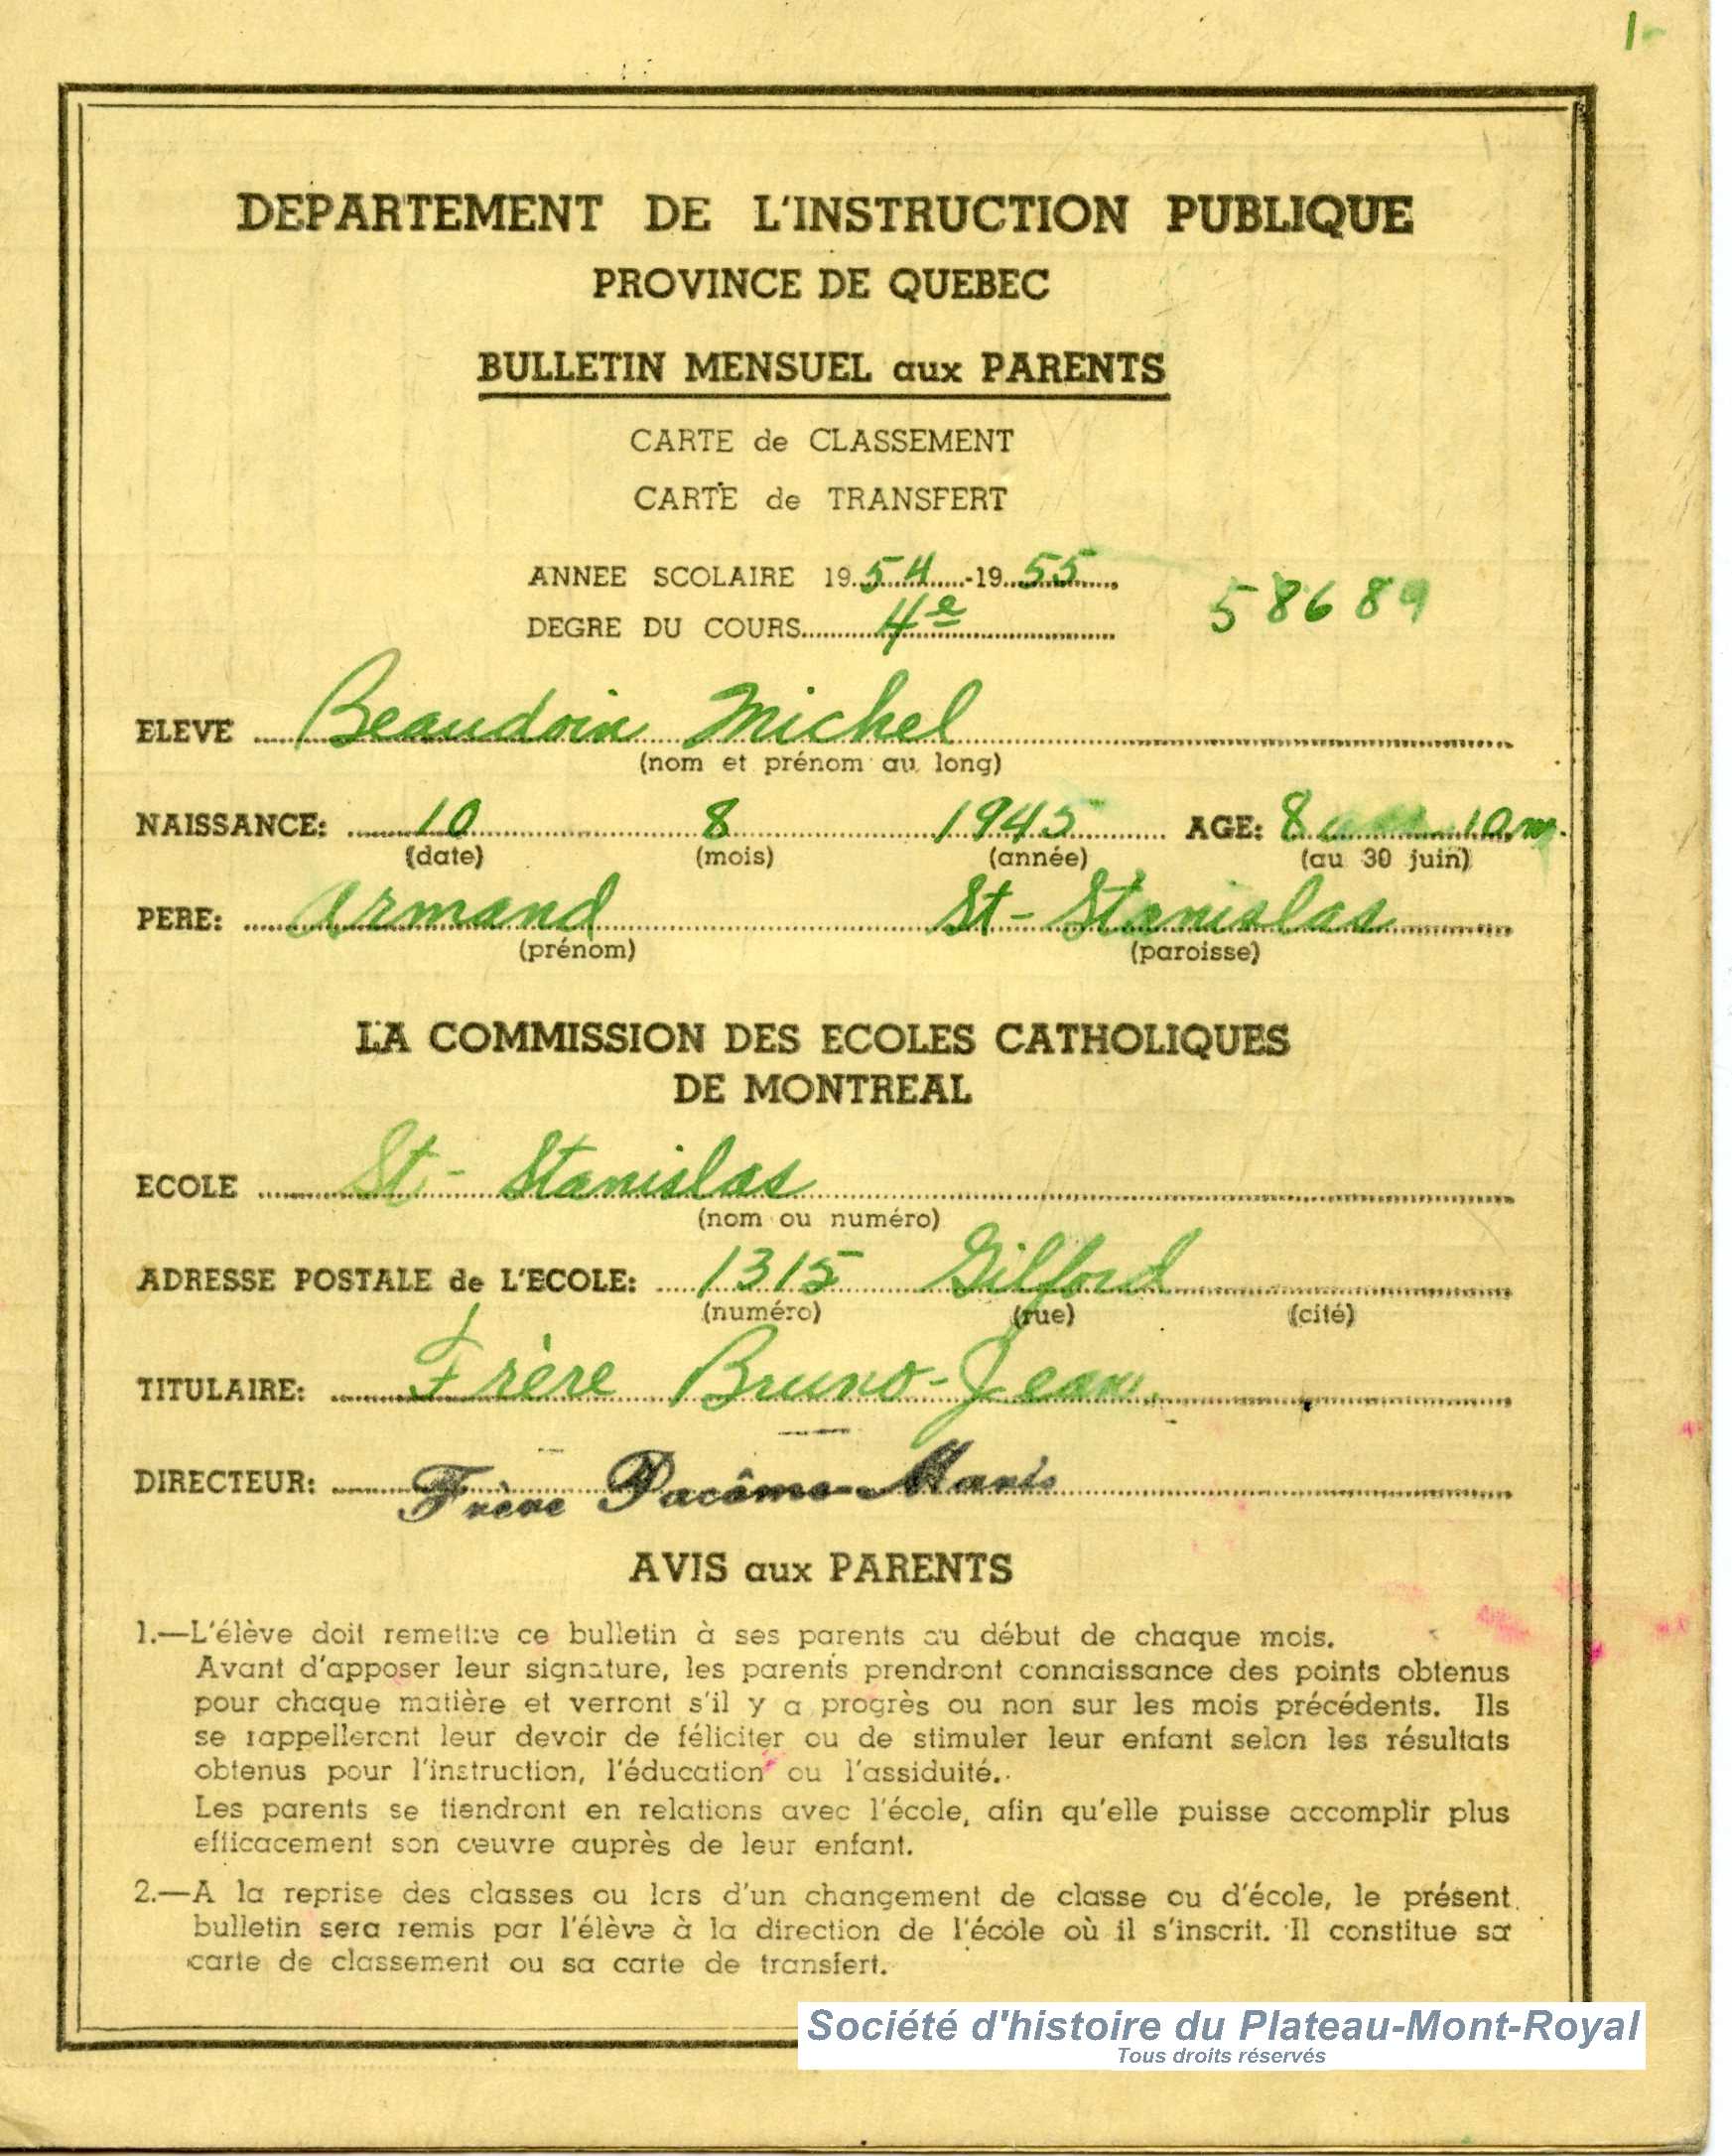 1-
DEPARTEMENT DE L'INSTRUCTION PUBLIQUE
PROVINCE DE QUEBEC
BULLETIN MENSUEL aux PARENTS
CARTE de CLASSEMENT
CARTE de TRANSFERT
ANNEE SCOLAIRE 1954-1955
DEGRE DU COURS 4e 58689
ELEVE Beaudoin Michel
(nom et prénom au long)
NAISSANCE: 10 8 1945 AGE: 8 ans 10 m.
(date) (mois) (année) (au 30 juin)
PERE: Armand St-Stanislas
(prénom) (paroisse)
LA COMMISSION DES ECOLES CATHOLIQUES
DE MONTREAL
ECOLE St-Stanislas
(nom ou numéro)
ADRESSE POSTALE de L'ECOLE: 1315 Gilford
(numéro) (rue) (cité)
TITULAIRE: Frère Bruno-Jean
DIRECTEUR: Frère Pacôme-Marie
AVIS aux PARENTS
1.—L'élève doit remettre ce bulletin à ses parents au début de chaque mois.
Avant d'apposer leur signature, les parents prendront connaissance des points obtenus
pour chaque matière et verront s'il y a progrès ou non sur les mois précédents. Ils
se rappelleront leur devoir de féliciter ou de stimuler leur enfant selon les résultats
obtenus pour l'instruction, l'éducation ou l'assiduité.
Les parents se tiendront en relations avec l'école, afin qu'elle puisse accomplir plus
efficacement son œuvre auprès de leur enfant.
2.—A la reprise des classes ou lors d'un changement de classe ou d'école, le présent
bulletin sera remis par l'élève à la direction de l'école où il s'inscrit. Il constitue sa
carte de classement ou sa carte de transfert.
Société d'histoire du Plateau-Mont-Royal
Tous droits réservés